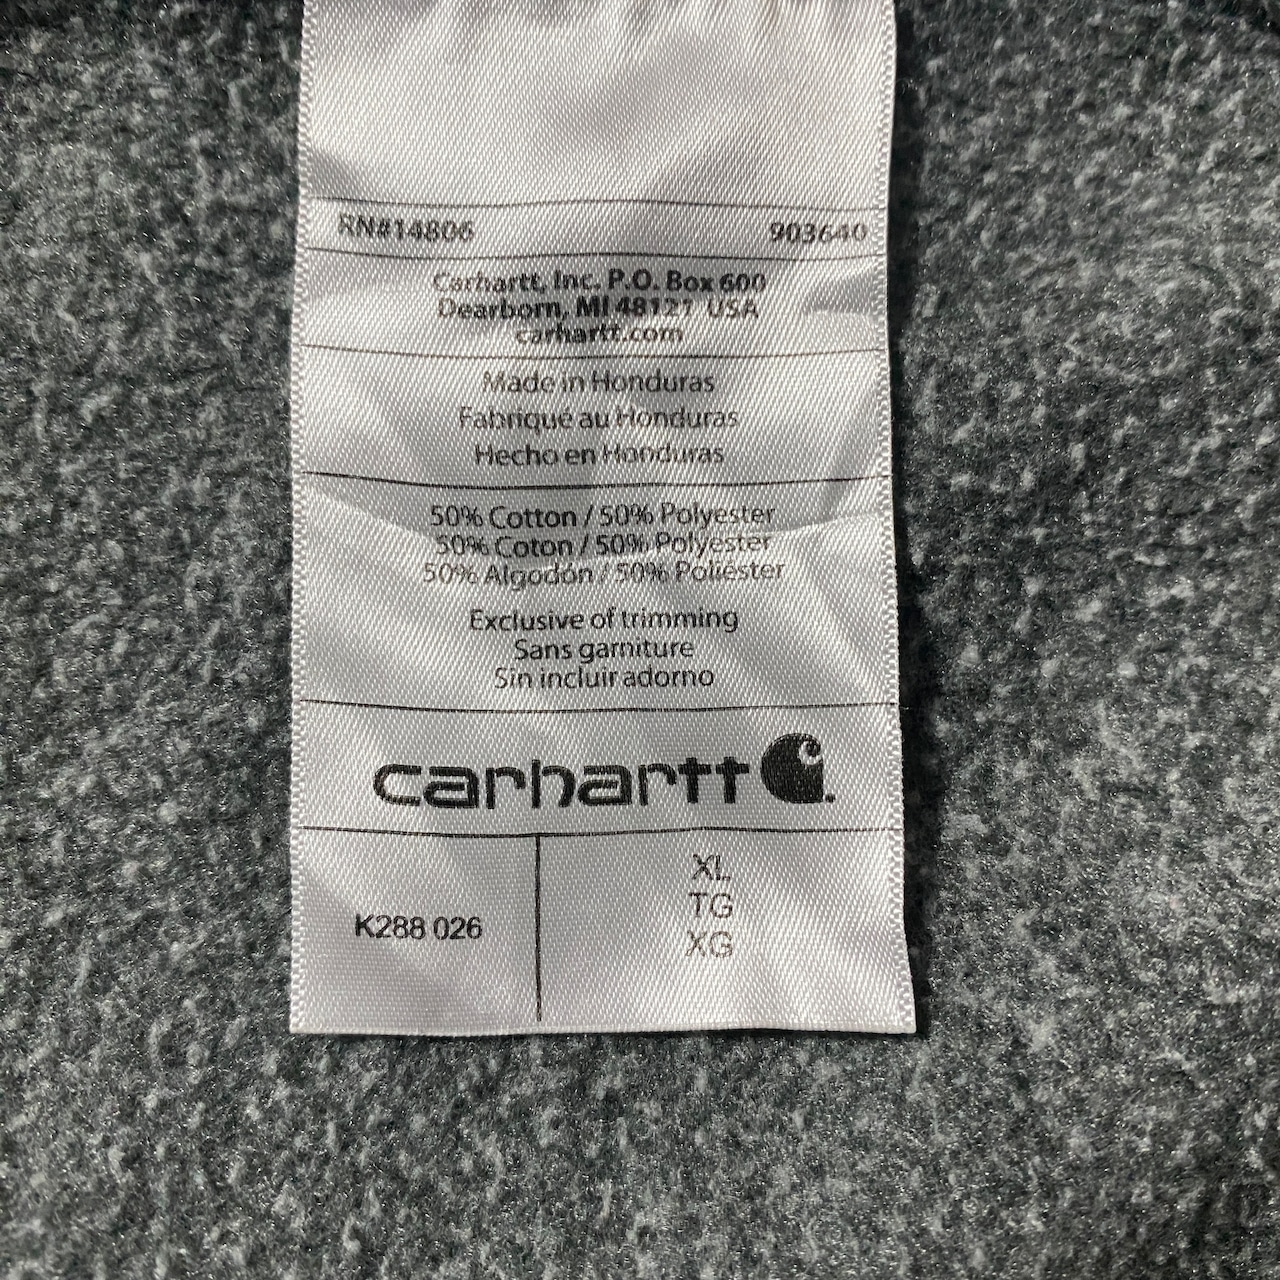 RN#14806 903640
Carhartt, Inc. P.O. Box 600
Dearborn, MI 48121 USA
carhartt.com
Made in Honduras
Fabriqué au Honduras
Hecho en Honduras
50% Cotton / 50% Polyester
50% Coton / 50% Polyester
50% Algodón / 50% Poliéster
Exclusive of trimming
Sans garniture
Sin incluir adorno
carhartt
K288 026
XL
TG
XG